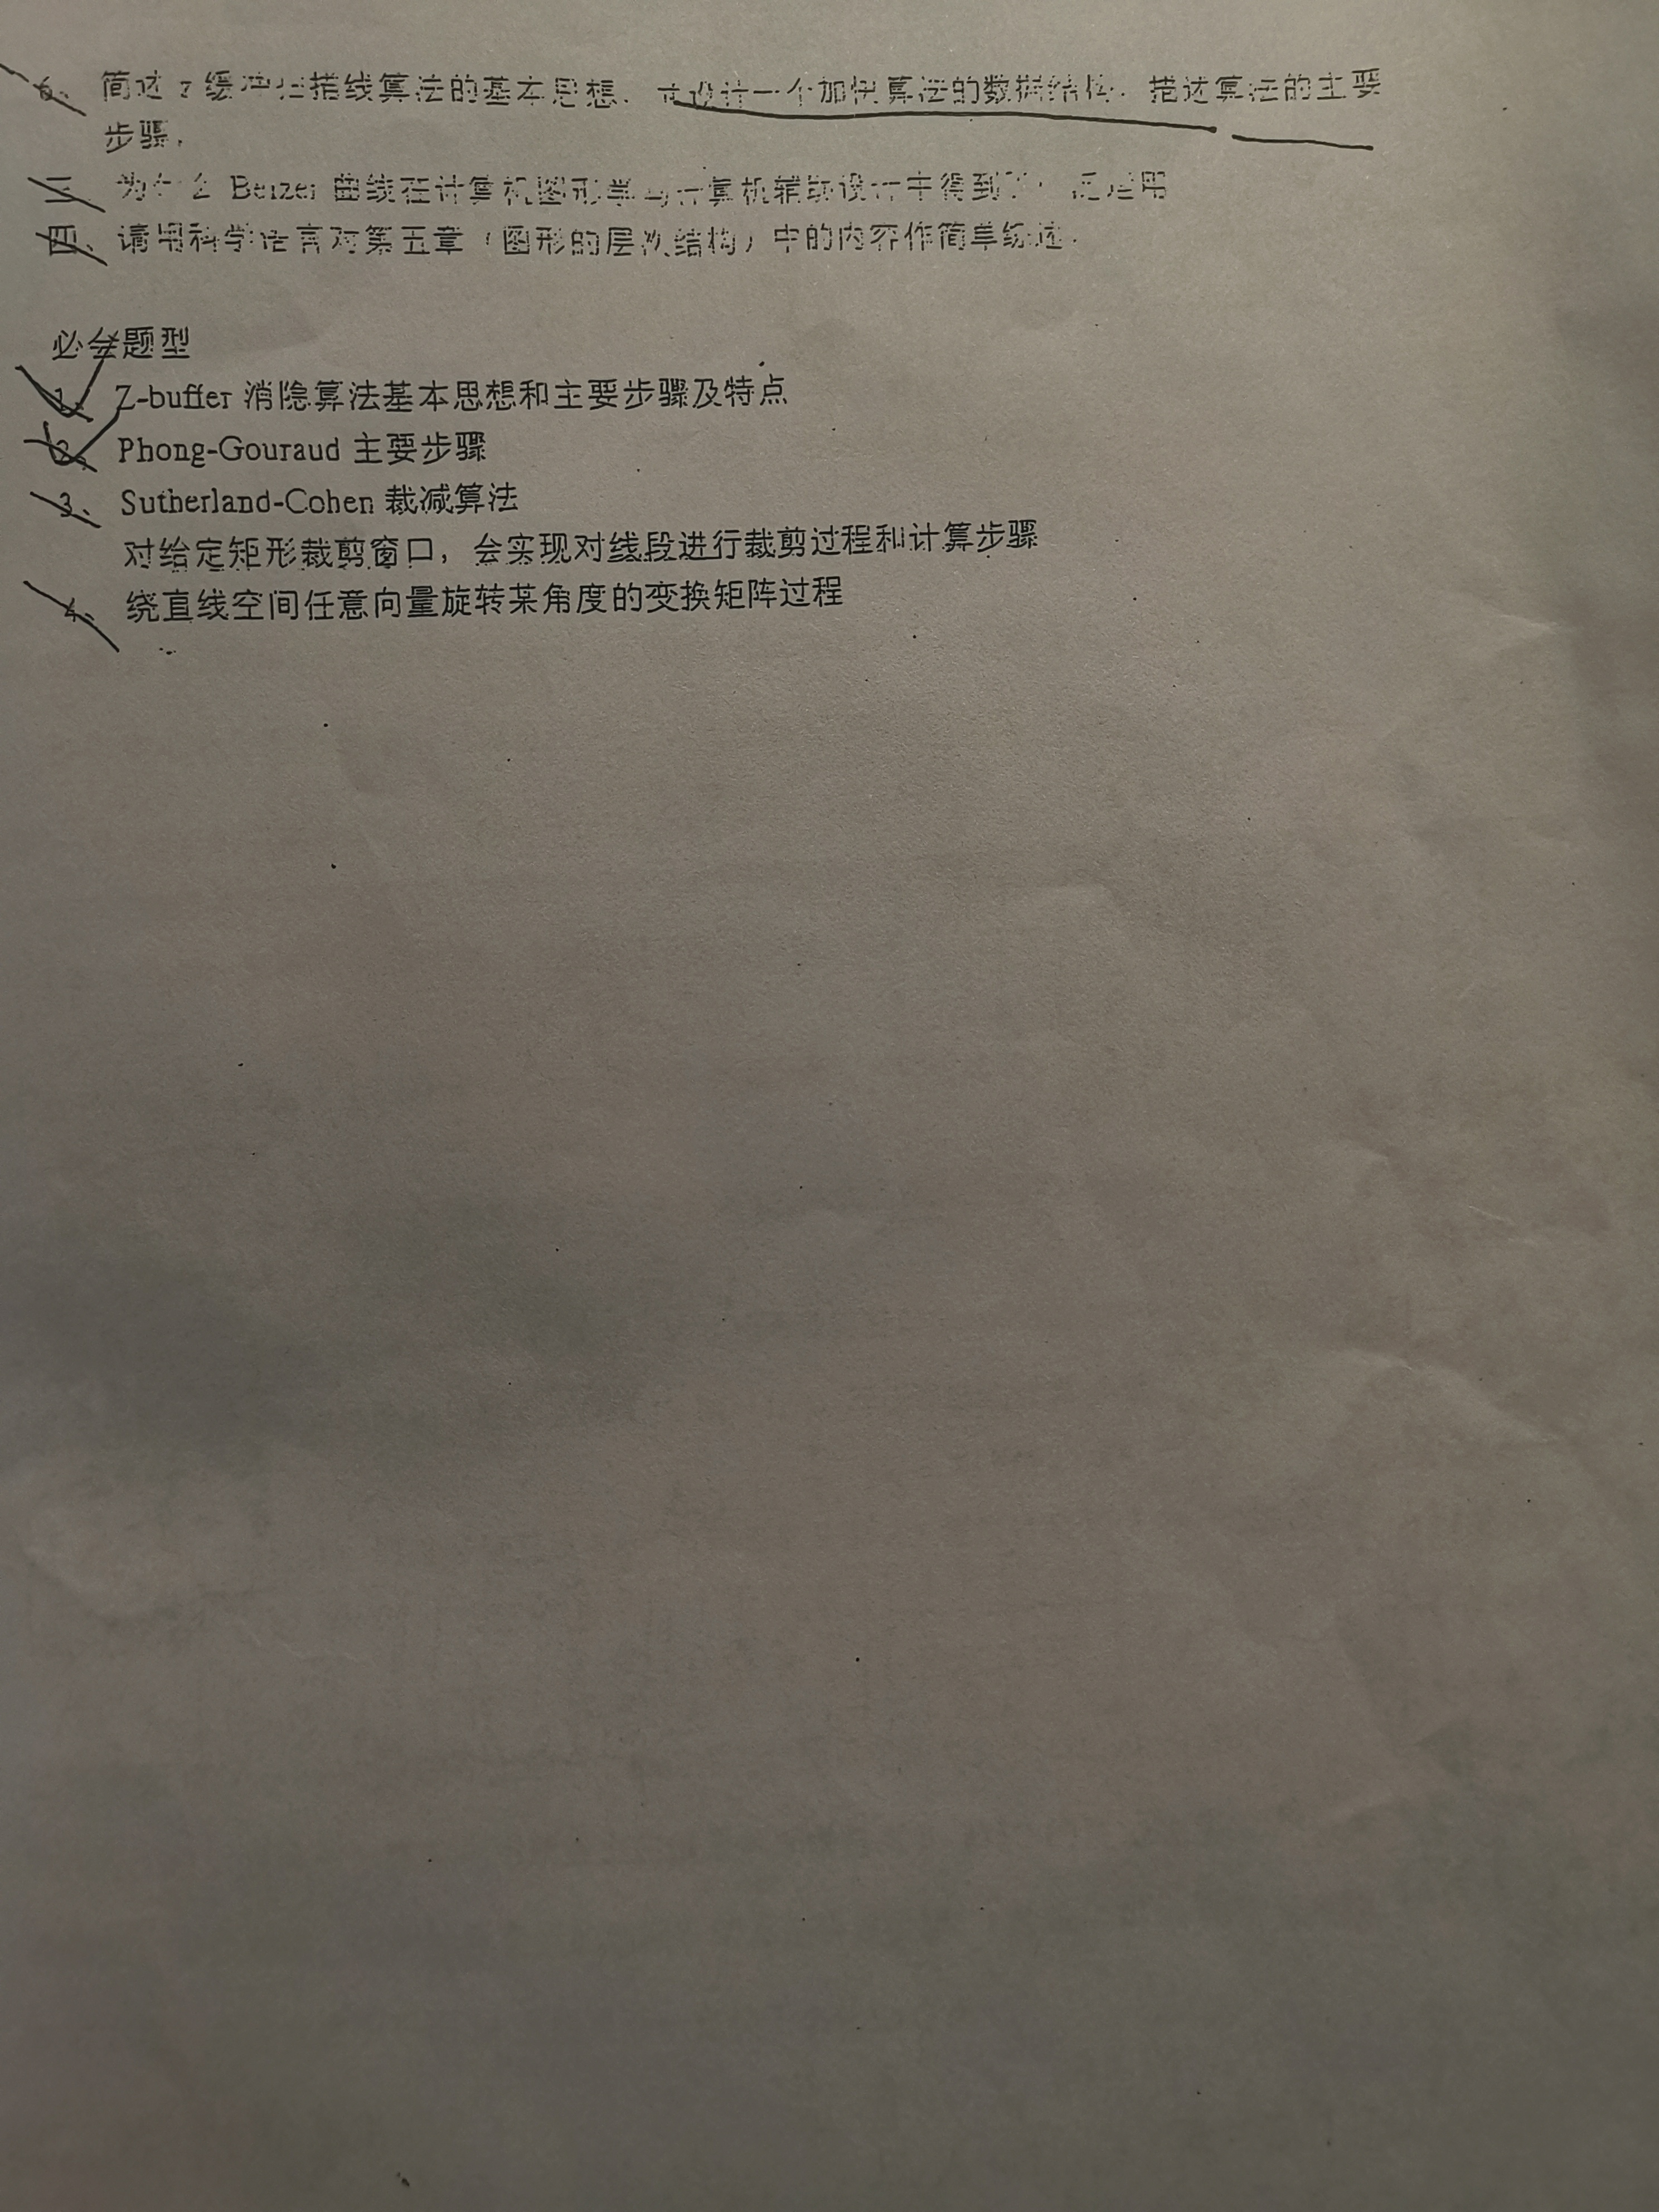 6、简述 z 缓冲扫描线算法的基本思想。并设计一个加快算法的数据结构。描述算法的主要
步骤。
三、为什么 Beizer 曲线在计算机图形学与计算机辅助设计中得到了广泛运用
四、请用科学语言对第五章（图形的层次结构）中的内容作简单综述。
必会题型
1、Z-buffer 消隐算法基本思想和主要步骤及特点
2、Phong-Gouraud 主要步骤
3、Sutherland-Cohen 裁减算法
对给定矩形裁剪窗口，会实现对线段进行裁剪过程和计算步骤
4、绕直线空间任意向量旋转某角度的变换矩阵过程